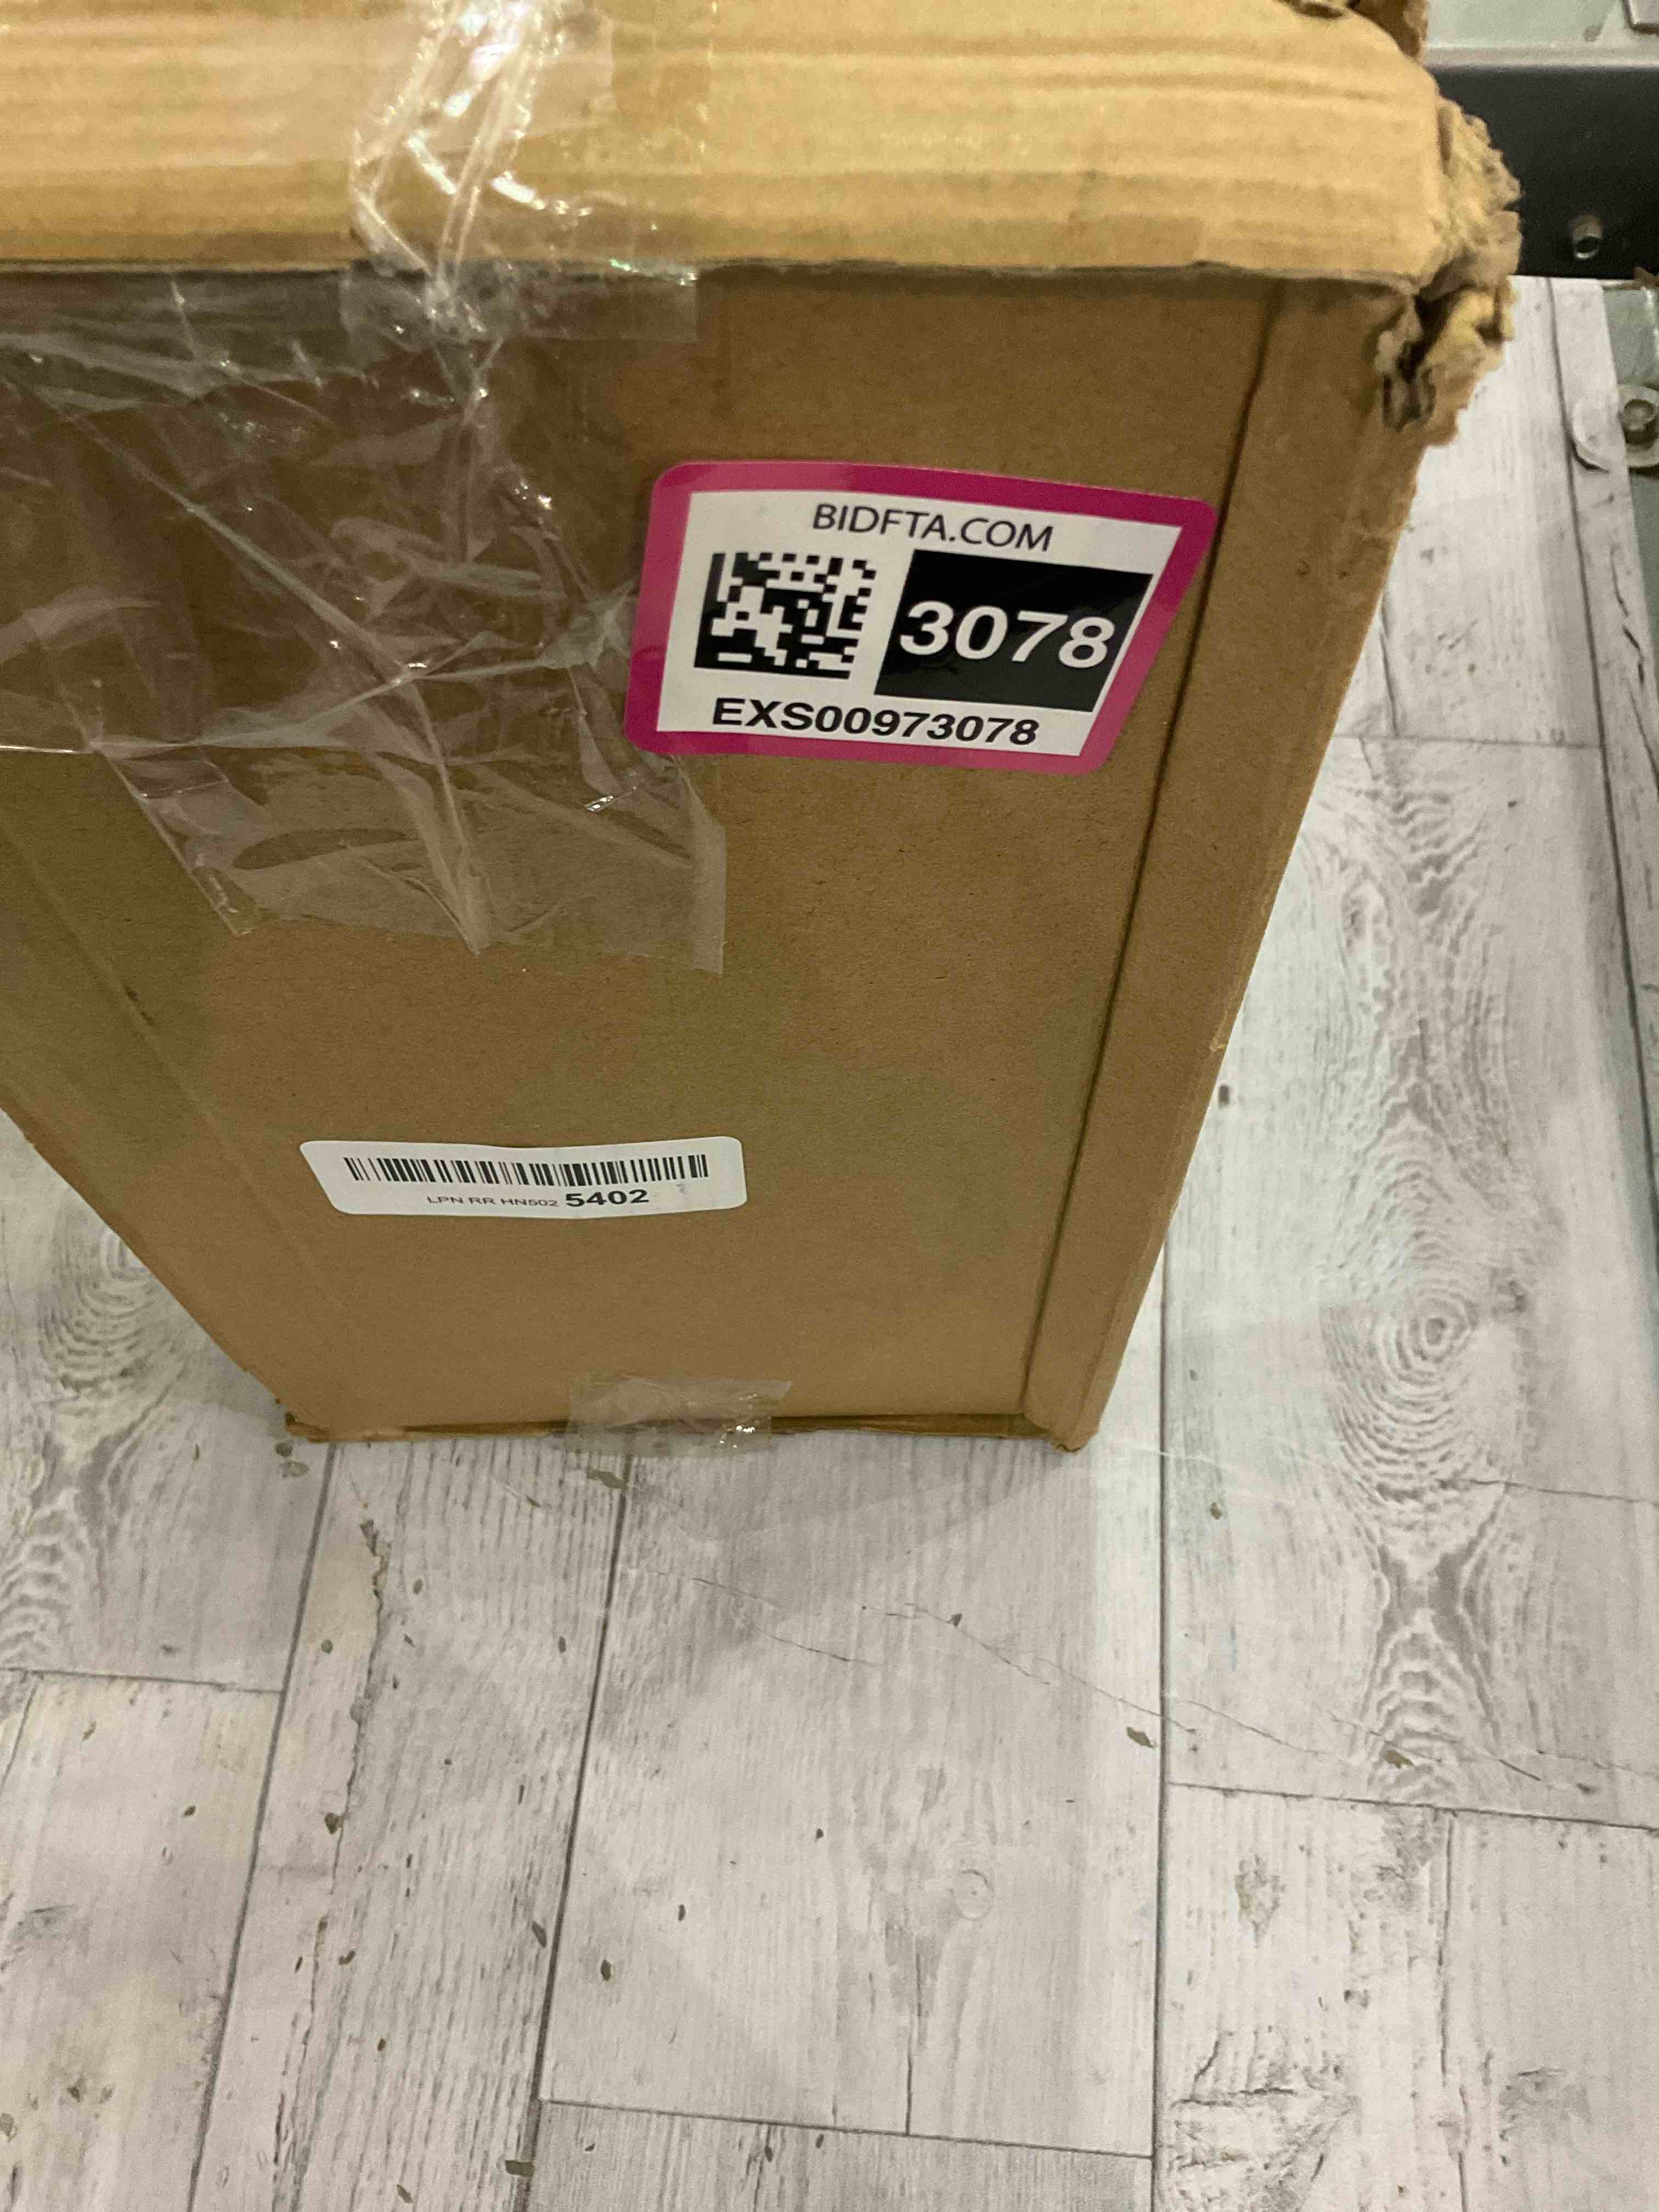 BIDFTA.COM
3078
EXS00973078
LPN RR HN502 5402